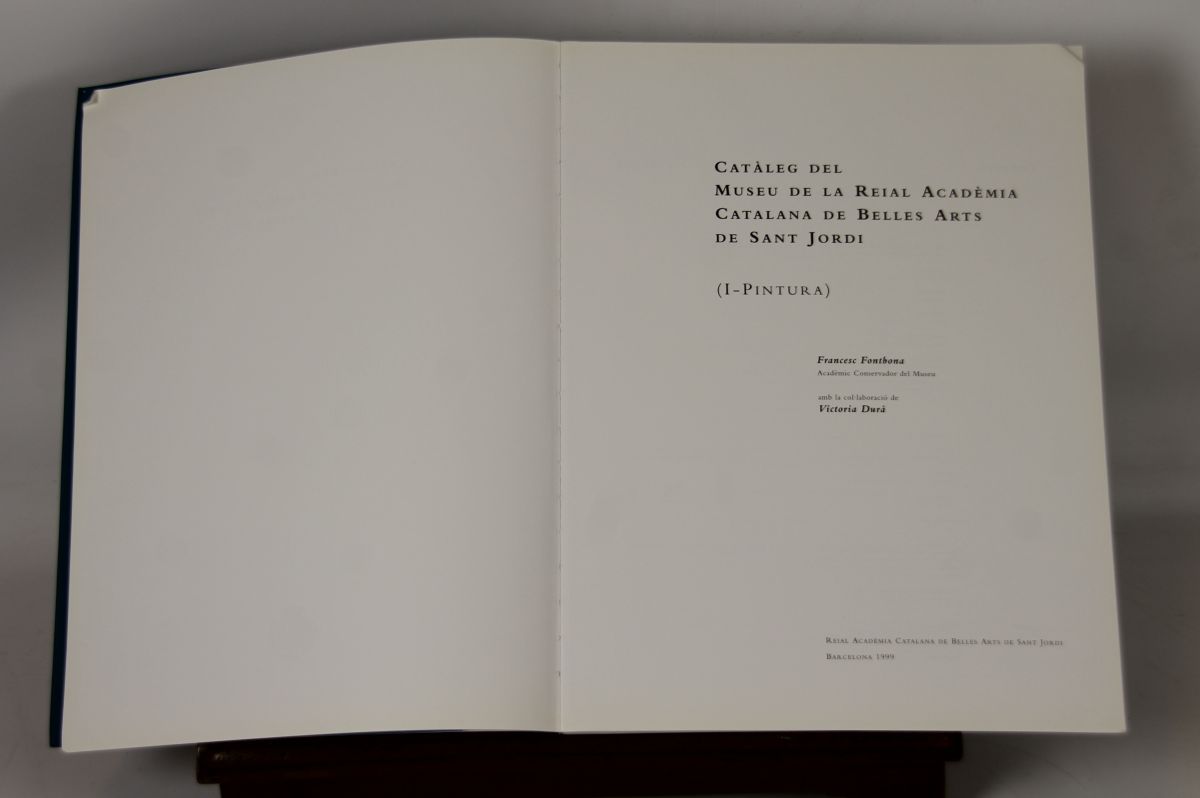 CATÀLEG DEL
MUSEU DE LA REIAL ACADÈMIA
CATALANA DE BELLES ARTS
DE SANT JORDI
(I-PINTURA)
Francesc Fontbona
Acadèmic Conservador del Museu
amb la col·laboració de
Victoria Durà
REIAL ACADÈMIA CATALANA DE BELLES ARTS DE SANT JORDI
BARCELONA 1999